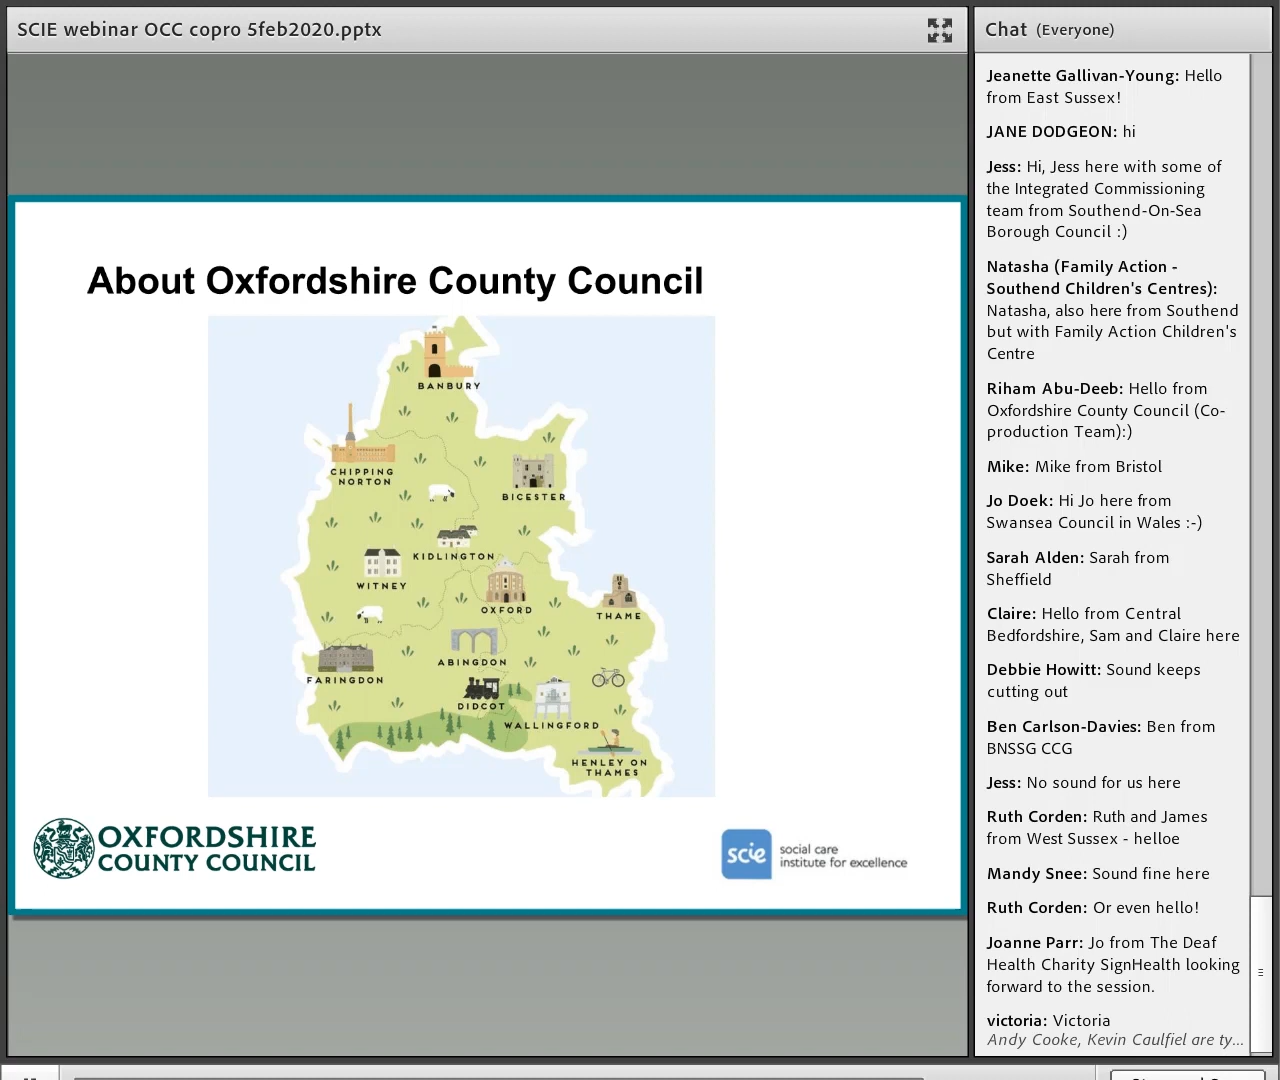 SCIE webinar OCC copro 5feb2020.pptx
About Oxfordshire County Council
BANBURY
CHIPPING
NORTON
BICESTER
KIDLINGTON
WITNEY
OXFORD
THAME
ABINGDON
FARINGDON
DIDCOT
WALLINGFORD
HENLEY ON
THAMES
OXFORDSHIRE
COUNTY COUNCIL
scie
social care
institute for excellence
Chat (Everyone)
Jeanette Gallivan-Young: Hello
from East Sussex!
JANE DODGEON: hi
Jess: Hi, Jess here with some of
the Integrated Commissioning
team from Southend-On-Sea
Borough Council :)
Natasha (Family Action -
Southend Children's Centres):
Natasha, also here from Southend
but with Family Action Children's
Centre
Riham Abu-Deeb: Hello from
Oxfordshire County Council (Co-
production Team):)
Mike: Mike from Bristol
Jo Doek: Hi Jo here from
Swansea Council in Wales :-)
Sarah Alden: Sarah from
Sheffield
Claire: Hello from Central
Bedfordshire, Sam and Claire here
Debbie Howitt: Sound keeps
cutting out
Ben Carlson-Davies: Ben from
BNSSG CCG
Jess: No sound for us here
Ruth Corden: Ruth and James
from West Sussex - helloe
Mandy Snee: Sound fine here
Ruth Corden: Or even hello!
Joanne Parr: Jo from The Deaf
Health Charity SignHealth looking
forward to the session.
victoria: Victoria
Andy Cooke, Kevin Caulfiel are ty...